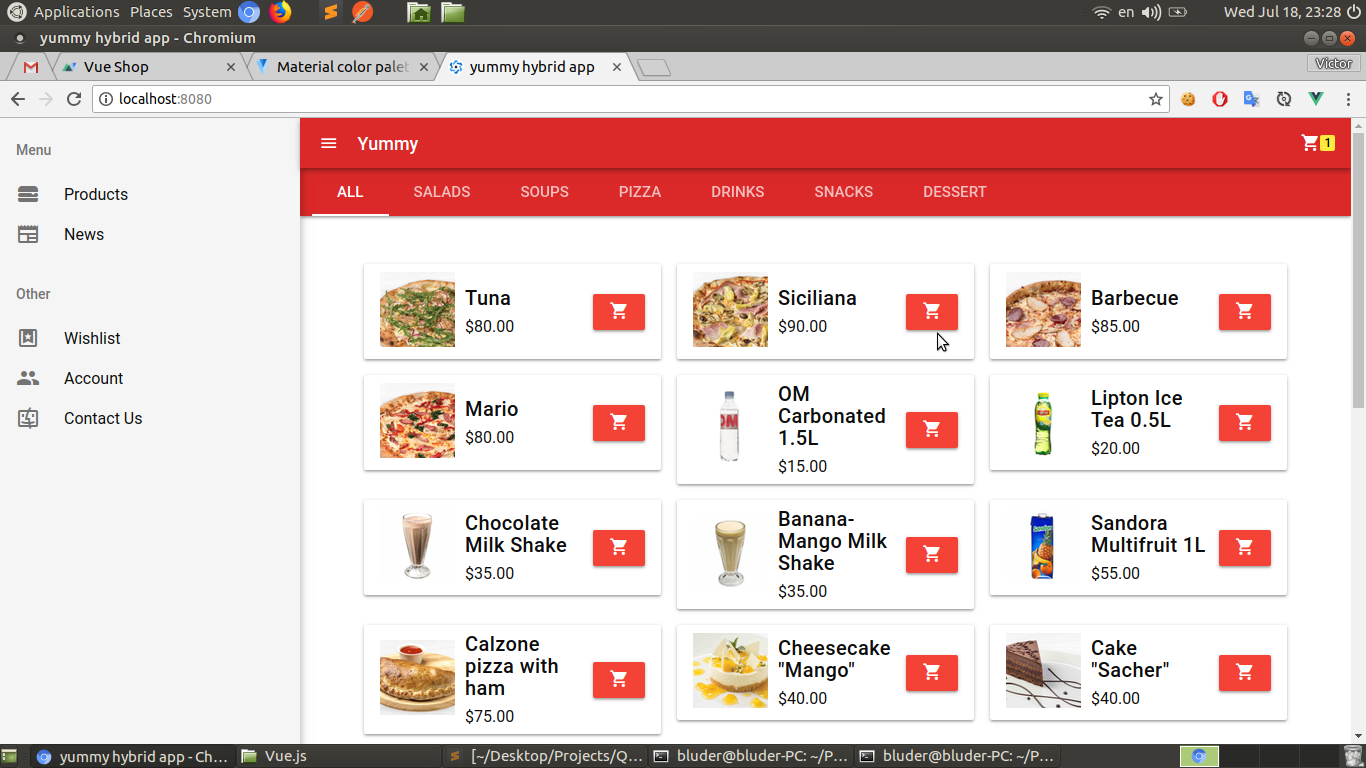 Applications Places System en Wed Jul 18, 23:28
yummy hybrid app - Chromium
Vue Shop Material color palet yummy hybrid app Victor
localhost:8080
Menu
Products
News
Other
Wishlist
Account
Contact Us
Yummy 1
ALL SALADS SOUPS PIZZA DRINKS SNACKS DESSERT
Tuna
$80.00
Siciliana
$90.00
Barbecue
$85.00
Mario
$80.00
OM
Carbonated
1.5L
$15.00
Lipton Ice
Tea 0.5L
$20.00
Chocolate
Milk Shake
$35.00
Banana-
Mango Milk
Shake
$35.00
Sandora
Multifruit 1L
$55.00
Calzone
pizza with
ham
$75.00
Cheesecake
"Mango"
$40.00
Cake
"Sacher"
$40.00
yummy hybrid app - Ch... Vue.js [~/Desktop/Projects/Q... bluder@bluder-PC: ~/P... bluder@bluder-PC: ~/P...